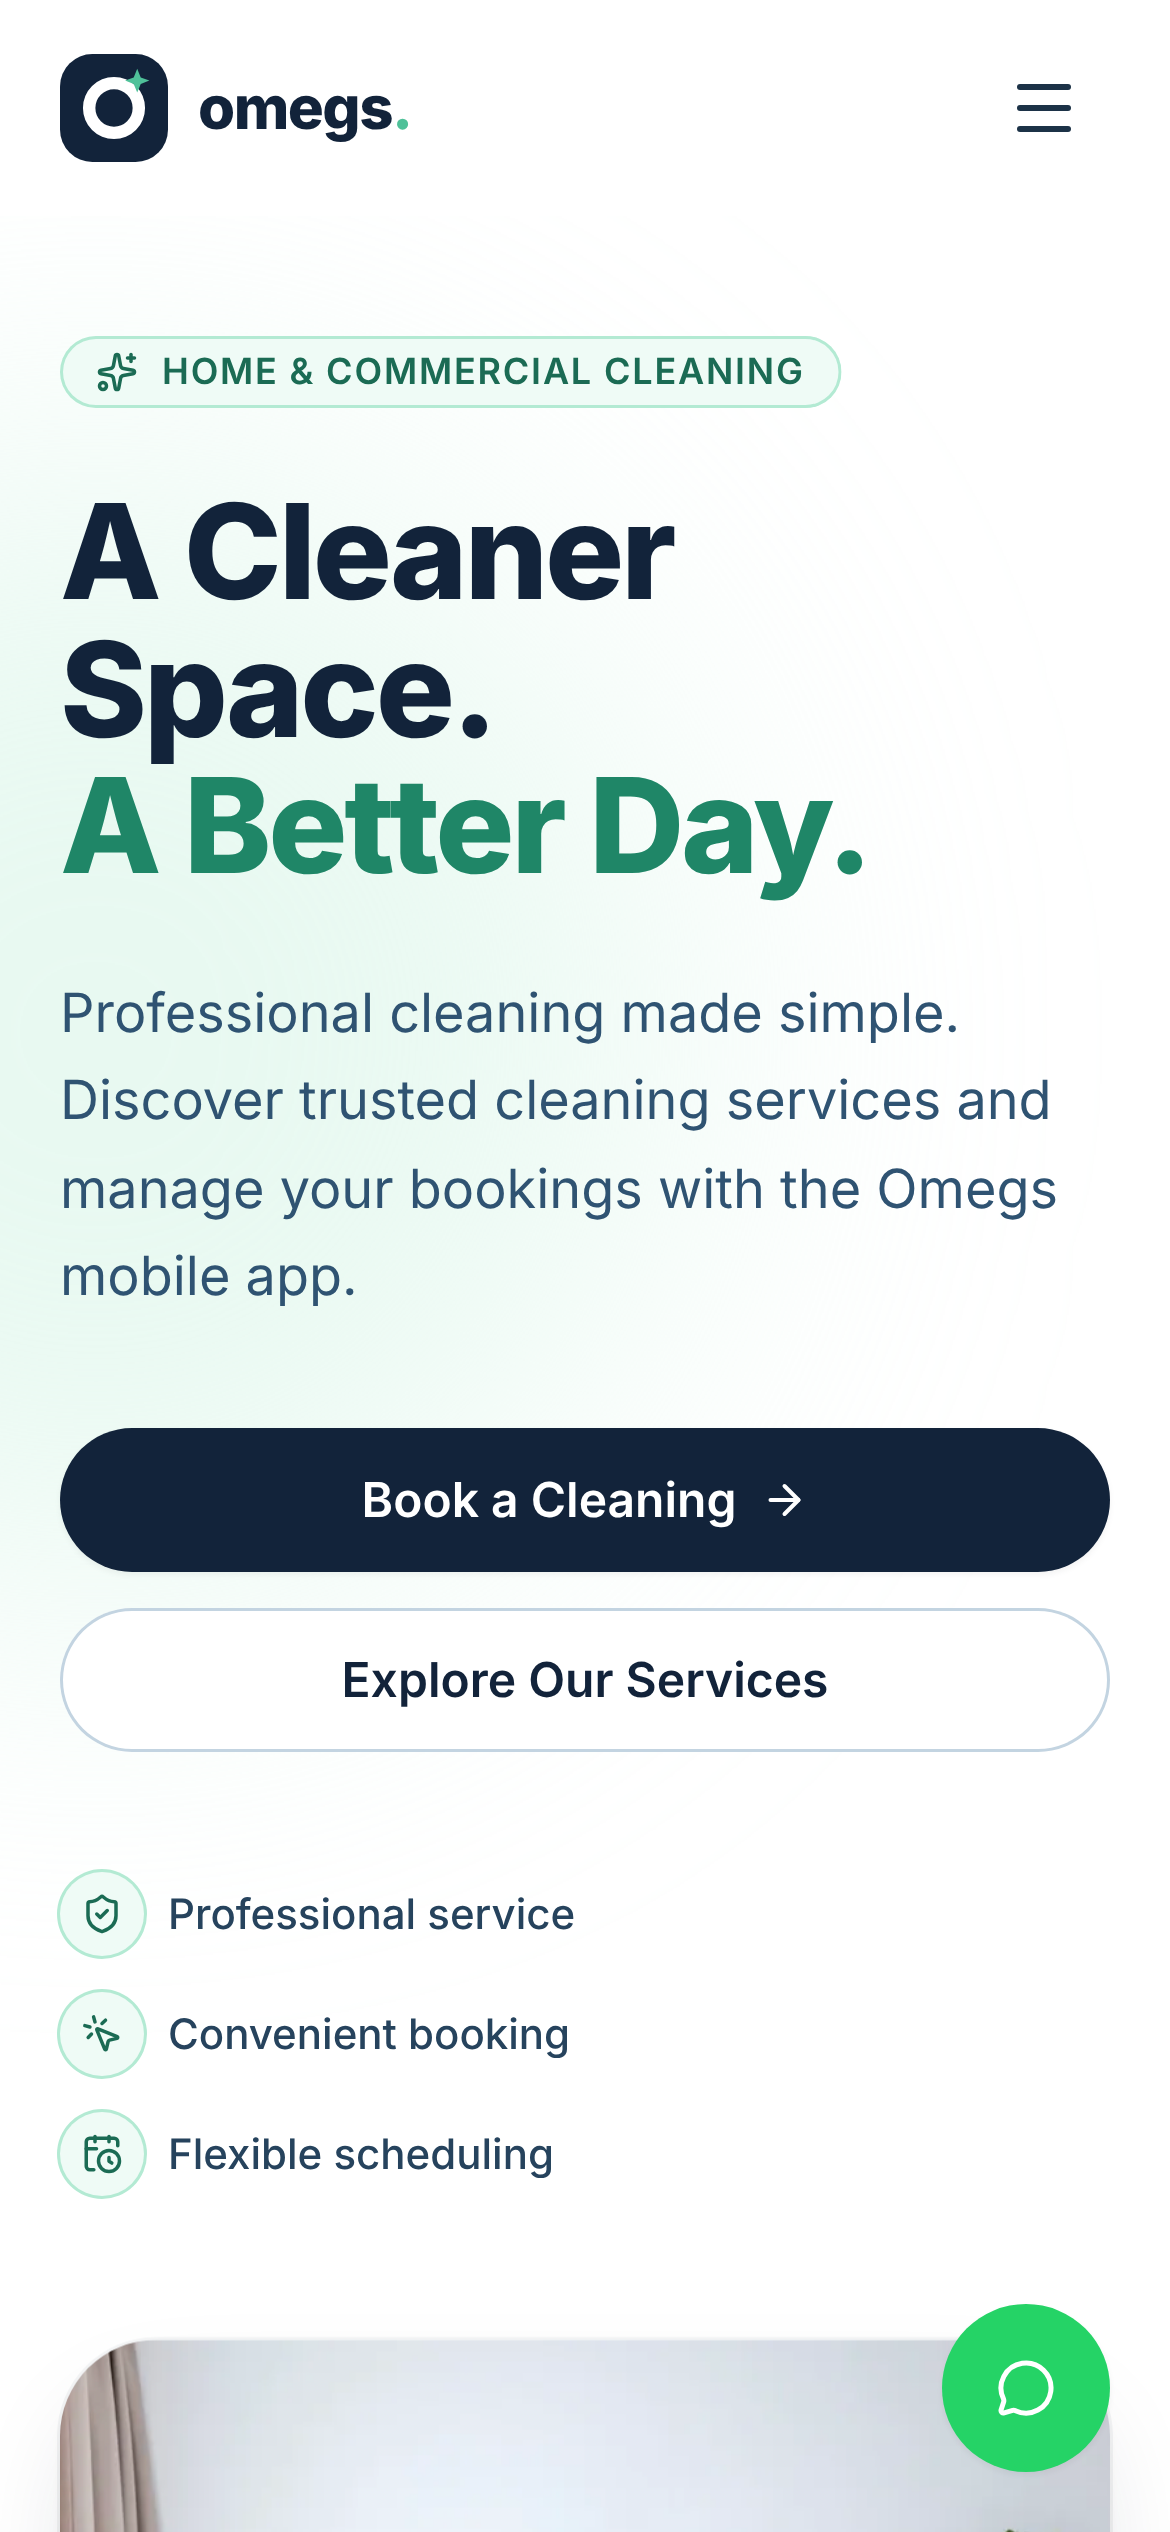 omegs.
HOME & COMMERCIAL CLEANING
A Cleaner
Space.
A Better Day.
Professional cleaning made simple.
Discover trusted cleaning services and
manage your bookings with the Omegs
mobile app.
Book a Cleaning
Explore Our Services
Professional service
Convenient booking
Flexible scheduling